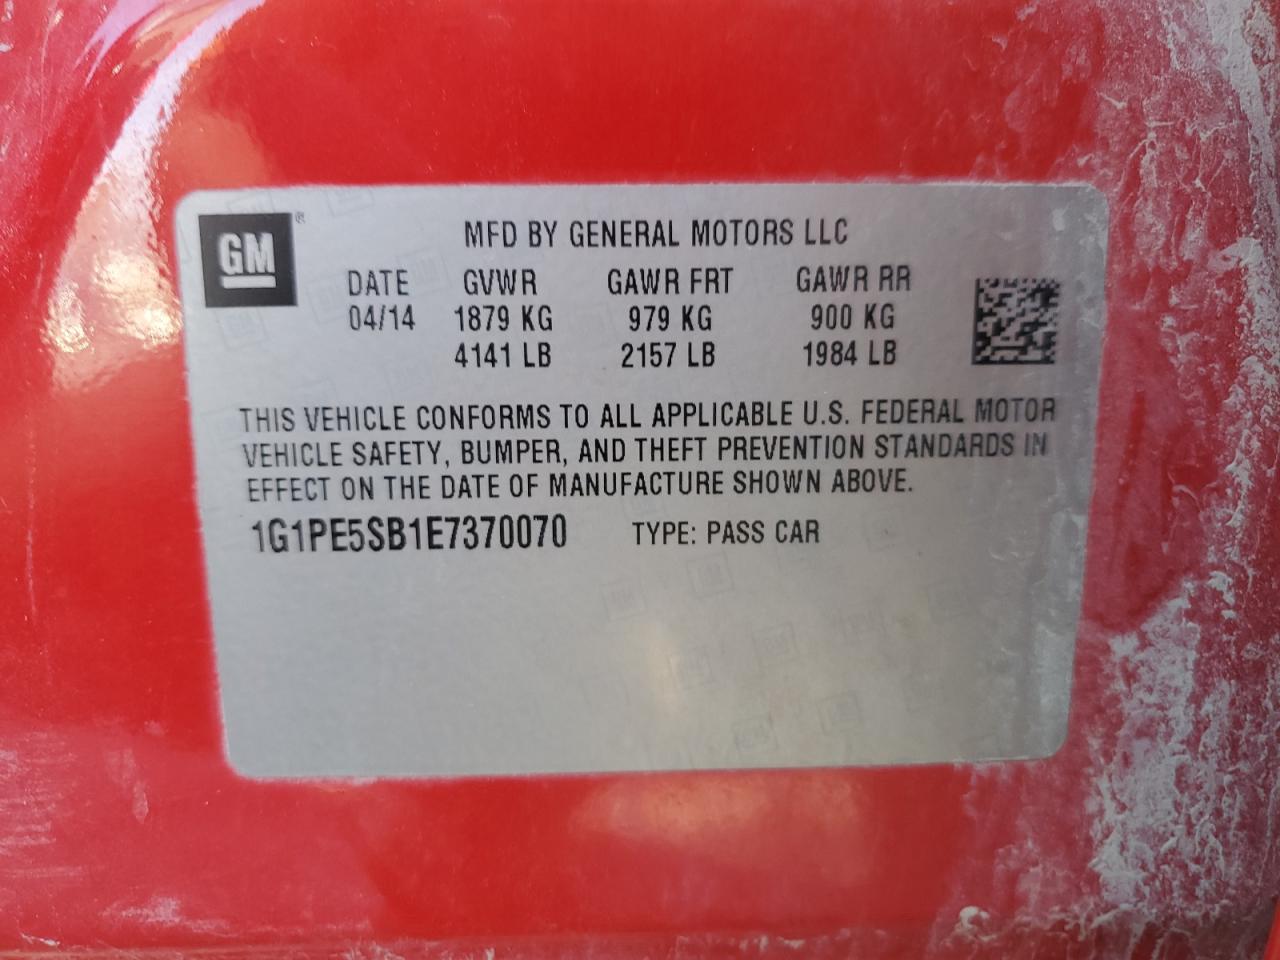 GM®
MFD BY GENERAL MOTORS LLC
DATE GVWR GAWR FRT GAWR RR
04/14 1879 KG 979 KG 900 KG
4141 LB 2157 LB 1984 LB
THIS VEHICLE CONFORMS TO ALL APPLICABLE U.S. FEDERAL MOTOR
VEHICLE SAFETY, BUMPER, AND THEFT PREVENTION STANDARDS IN
EFFECT ON THE DATE OF MANUFACTURE SHOWN ABOVE.
1G1PE5SB1E7370070 TYPE: PASS CAR